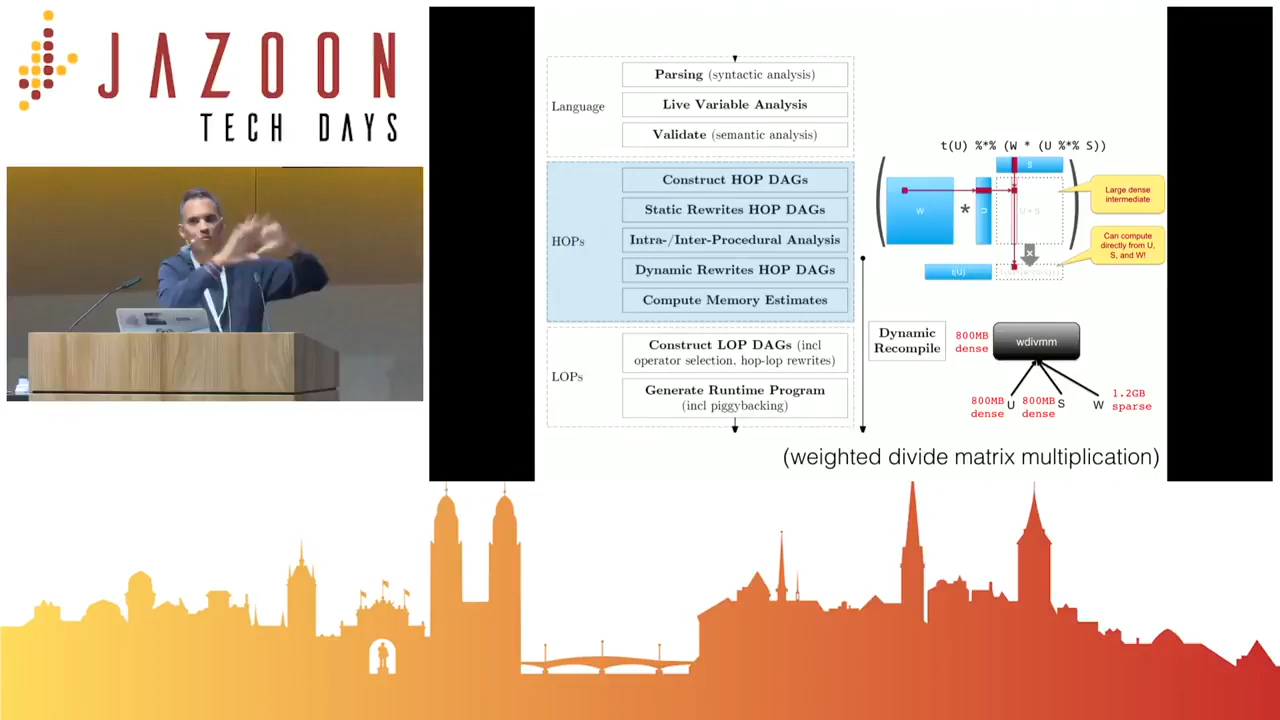 JAZOON
TECH DAYS
Language
Parsing (syntactic analysis)
Live Variable Analysis
Validate (semantic analysis)
HOPs
Construct HOP DAGs
Static Rewrites HOP DAGs
Intra-/Inter-Procedural Analysis
Dynamic Rewrites HOP DAGs
Compute Memory Estimates
LOPs
Construct LOP DAGs (incl
operator selection, hop-lop rewrites)
Generate Runtime Program
(incl piggybacking)
Dynamic
Recompile
t(U) %*% (W * (U %*% S))
S
W
*
U
U * S
Large dense
intermediate
Can compute
directly from U,
S, and W!
x
t(U)
800MB
dense
wdivmm
800MB
dense
U
800MB
dense
S
W
1.2GB
sparse
(weighted divide matrix multiplication)